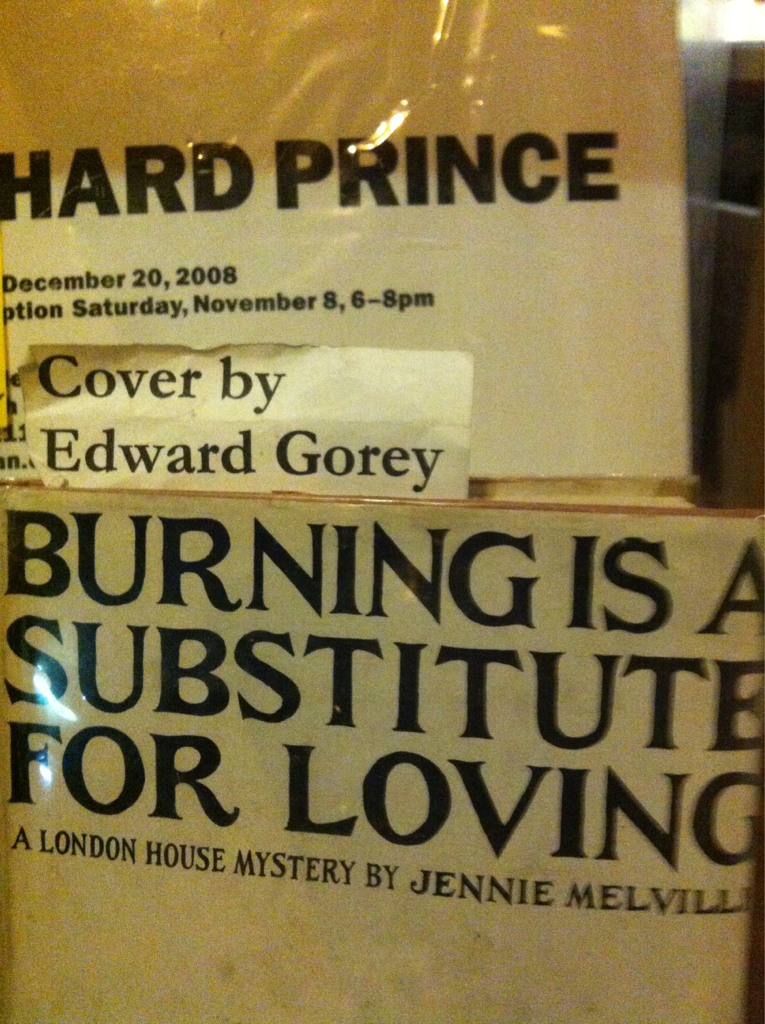 HARD PRINCE
December 20, 2008
ption Saturday, November 8, 6–8pm
Cover by
Edward Gorey
BURNING IS A
SUBSTITUTE
FOR LOVING
A LONDON HOUSE MYSTERY BY JENNIE MELVILL